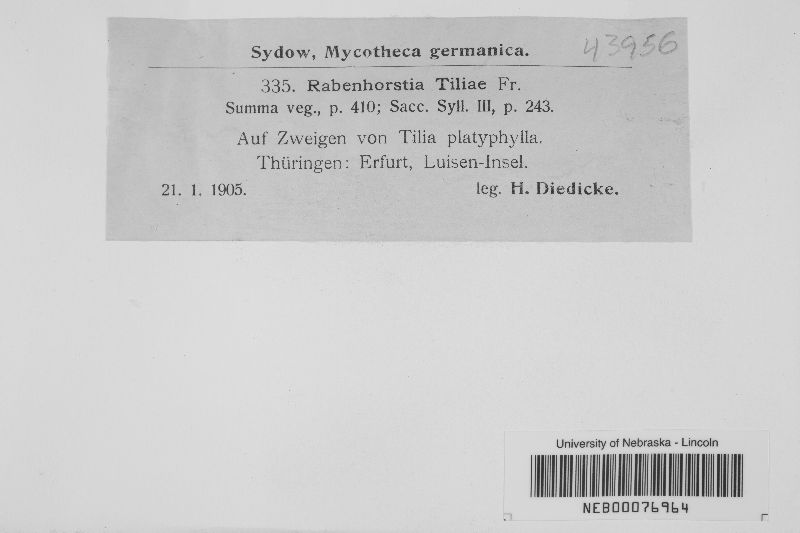 Sydow, Mycotheca germanica.
43956
335. Rabenhorstia Tiliae Fr.
Summa veg., p. 410; Sacc. Syll. III, p. 243.
Auf Zweigen von Tilia platyphylla.
Thüringen: Erfurt, Luisen-Insel.
21. 1. 1905. leg. H. Diedicke.
University of Nebraska - Lincoln
NEB00076964